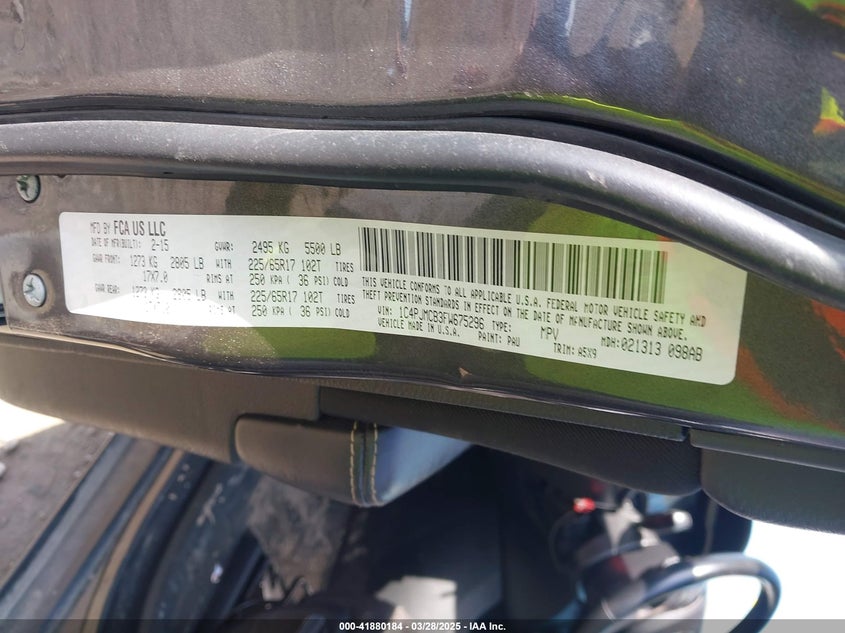 MFD BY FCA US LLC
DATE OF MFR(BUILT): 2-15 GVWR: 2495 KG 5500 LB
GAWR FRONT: 1273 KG 2805 LB WITH 225/65R17 102T TIRES
17X7.0 RIMS AT 250 KPA ( 36 PSI) COLD
GAWR REAR: LB WITH 225/65R17 102T TIRES
AT 250 KPA ( 36 PSI) COLD
THIS VEHICLE CONFORMS TO ALL APPLICABLE U.S.A. FEDERAL MOTOR VEHICLE SAFETY AND
THEFT PREVENTION STANDARDS IN EFFECT ON THE DATE OF MANUFACTURE SHOWN ABOVE.
VIN: 1C4PJMCB3FW675296 TYPE: MPV MDH:021313 098AB
PAINT: PAU TRIM: A5X9
000-41880184 | 03/28/2025 - IAA Inc.